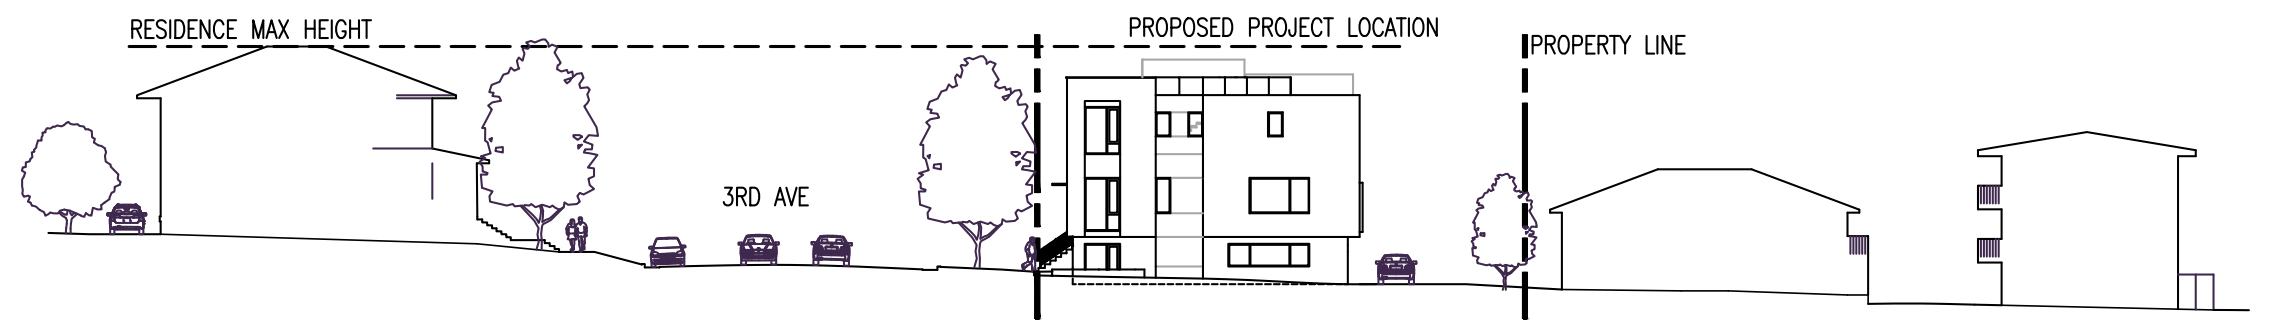 RESIDENCE MAX HEIGHT
PROPOSED PROJECT LOCATION
PROPERTY LINE
3RD AVE